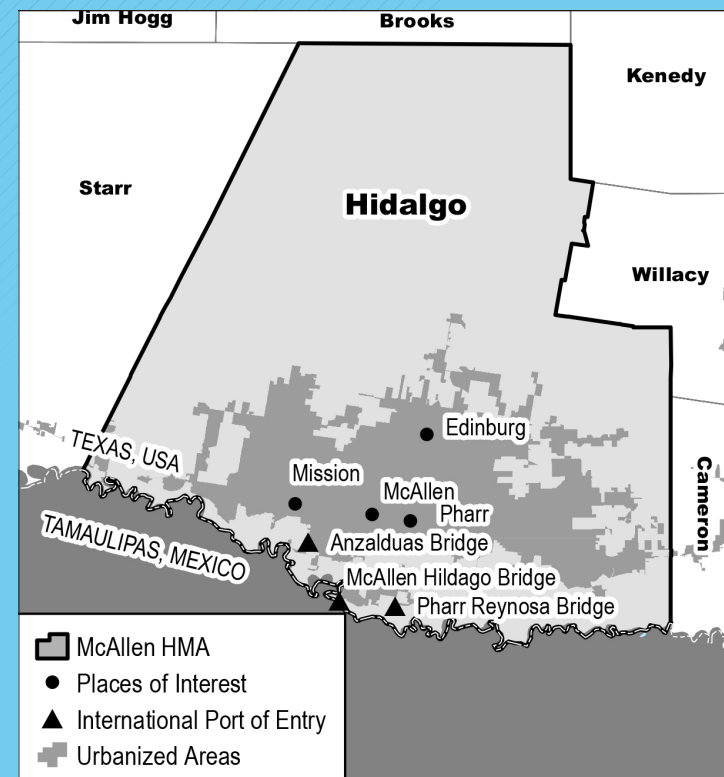 Jim Hogg
Brooks
Kenedy
Starr
Hidalgo
Willacy
Edinburg
TEXAS, USA
Mission
McAllen
Cameron
Pharr
TAMAULIPAS, MEXICO
Anzalduas Bridge
McAllen Hildago Bridge
Pharr Reynosa Bridge
McAllen HMA
Places of Interest
International Port of Entry
Urbanized Areas